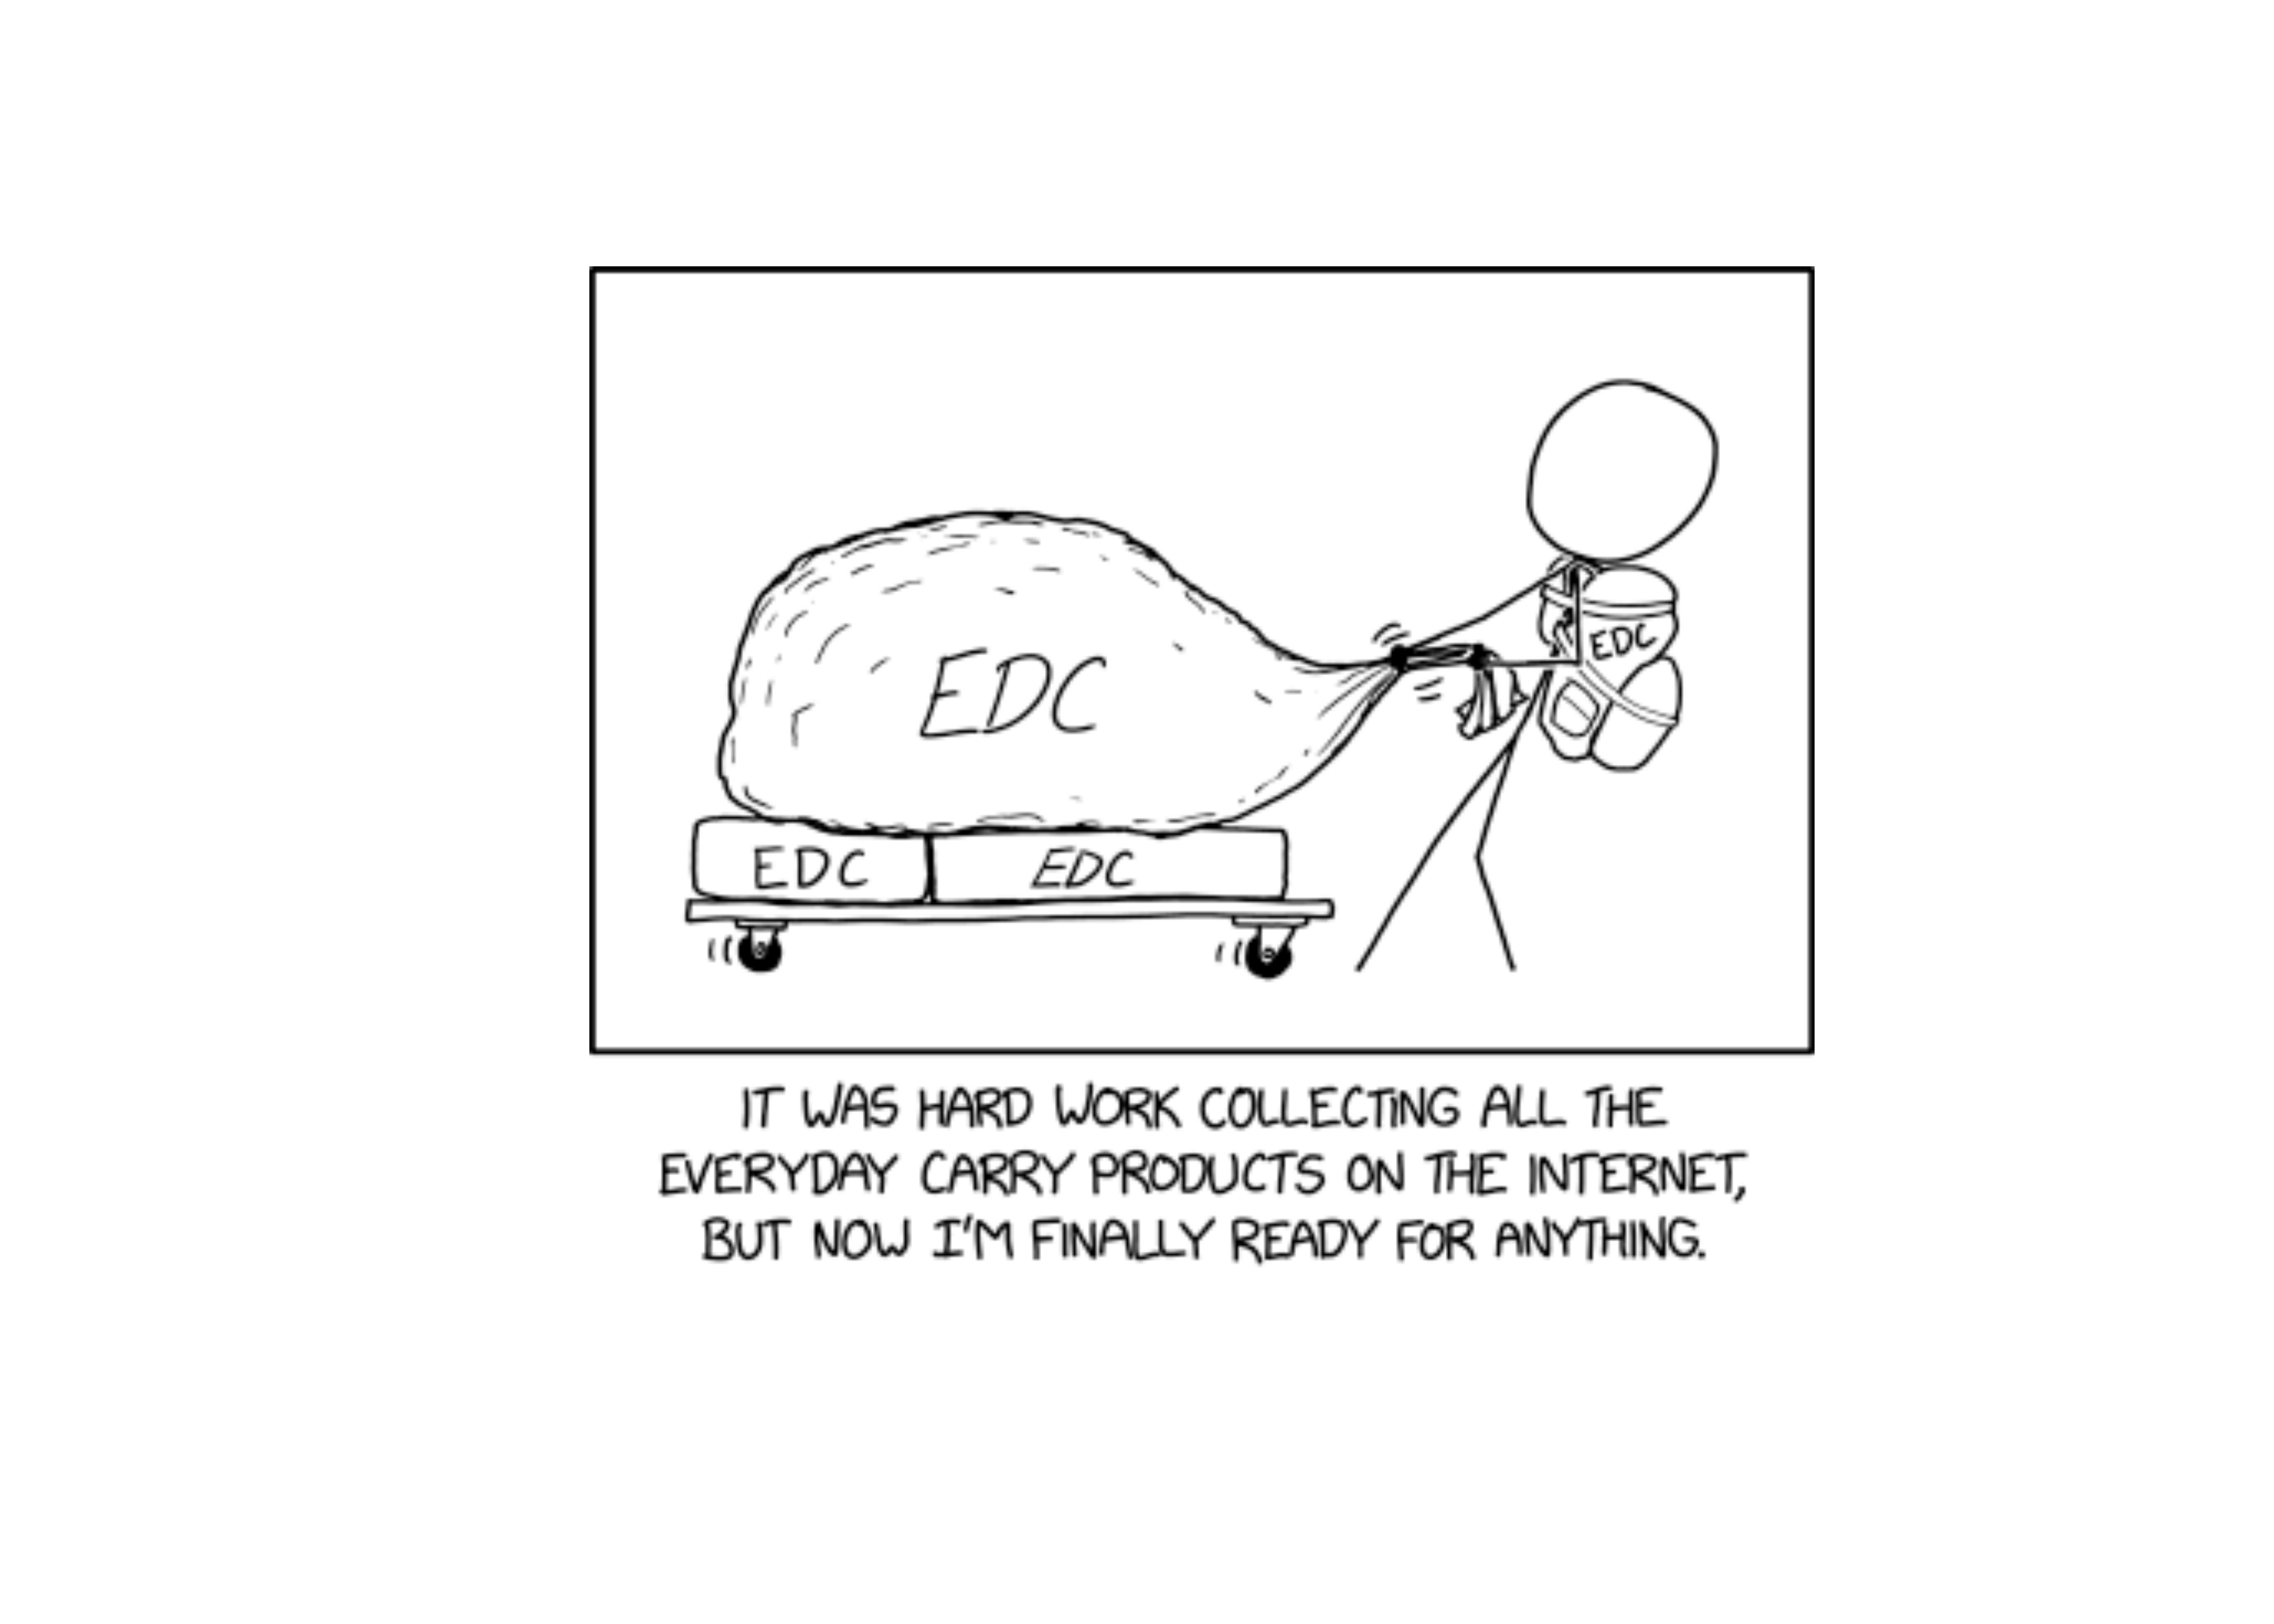 EDC
EDC
EDC EDC
IT WAS HARD WORK COLLECTING ALL THE
EVERYDAY CARRY PRODUCTS ON THE INTERNET,
BUT NOW I'M FINALLY READY FOR ANYTHING.